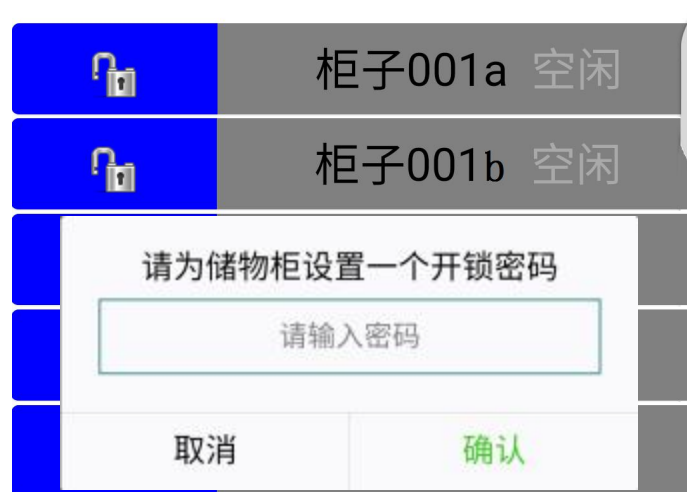 柜子001a 空闲
柜子001b 空闲
请为储物柜设置一个开锁密码
请输入密码
取消 确认